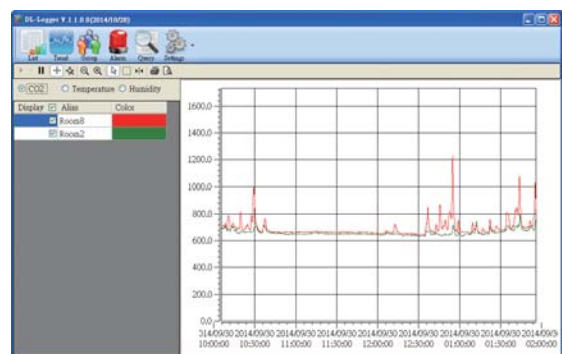 DL-Logger V 1.1.0.8(2014/10/28)
List Trend Group Alarm Query Settings
CO2 Temperature Humidity
Display Alias Color
Room8
Room2
1600.0
1400.0
1200.0
1000.0
800.0
600.0
400.0
200.0
0.0
014/09/30 2014/09/30 2014/09/30 2014/09/30 2014/09/30 2014/09/30 2014/09/30 2014/09/30 2014/09/3
10:00:00 10:30:00 11:00:00 11:30:00 12:00:00 12:30:00 01:00:00 01:30:00 02:00:00